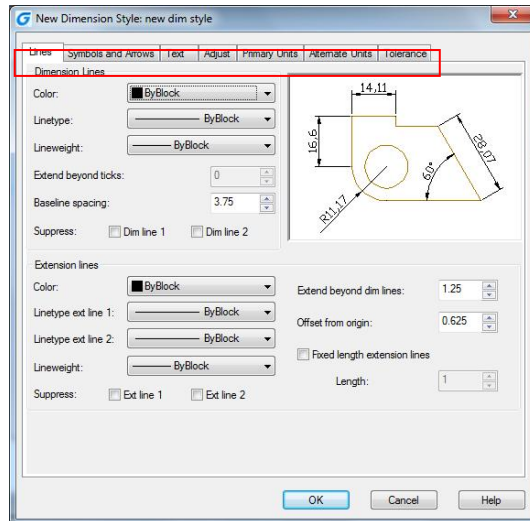 New Dimension Style: new dim style
Lines Symbols and Arrows Text Adjust Primary Units Alternate Units Tolerance
Dimension Lines
Color: ByBlock
Linetype: ByBlock
Lineweight: ByBlock
Extend beyond ticks: 0
Baseline spacing: 3.75
Suppress: Dim line 1 Dim line 2
14,11
16,6
28,07
60°
R11,17
Extension lines
Color: ByBlock
Linetype ext line 1: ByBlock
Linetype ext line 2: ByBlock
Lineweight: ByBlock
Suppress: Ext line 1 Ext line 2
Extend beyond dim lines: 1.25
Offset from origin: 0.625
Fixed length extension lines
Length: 1
OK Cancel Help